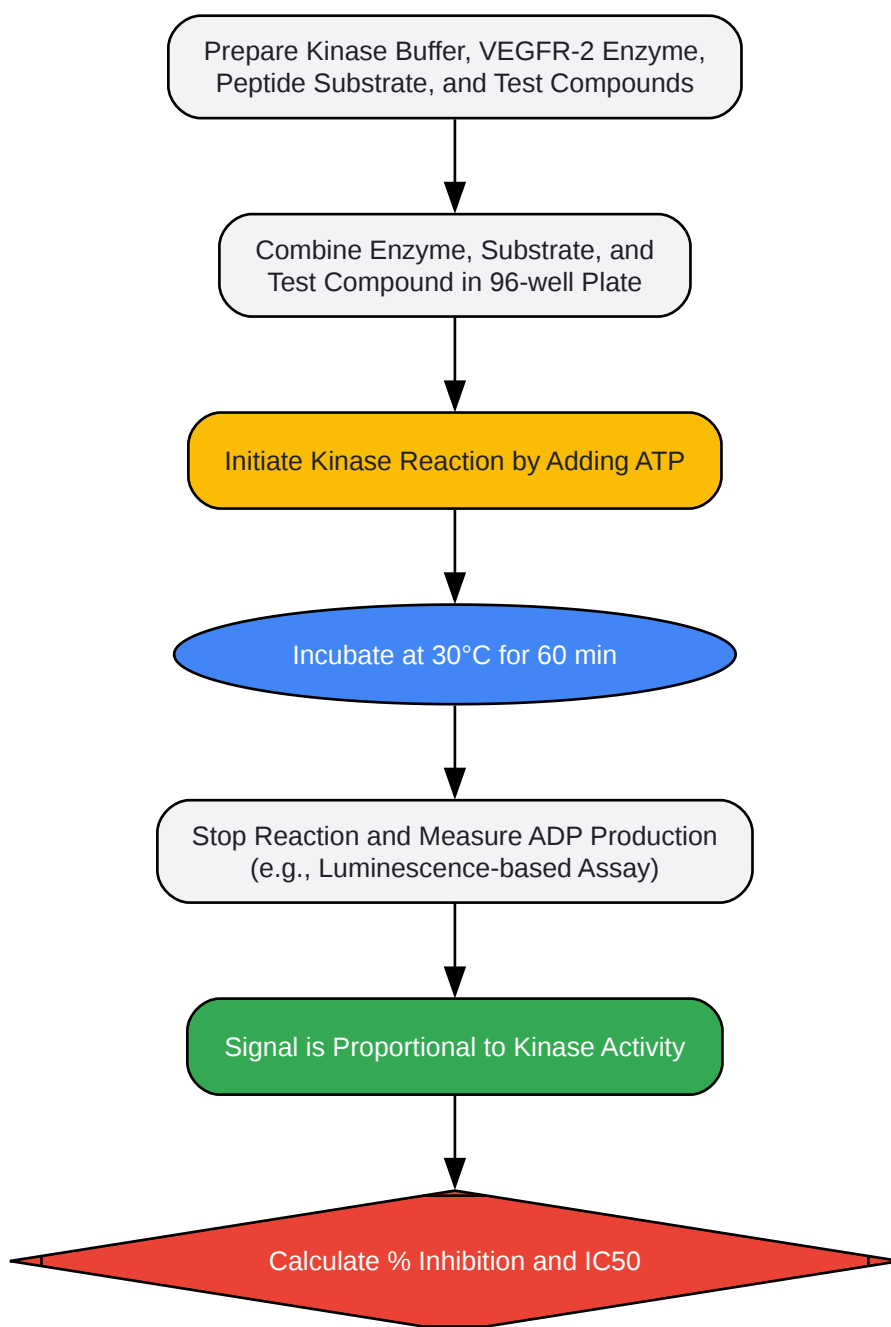 Prepare Kinase Buffer, VEGFR-2 Enzyme,
Peptide Substrate, and Test Compounds
Combine Enzyme, Substrate, and
Test Compound in 96-well Plate
Initiate Kinase Reaction by Adding ATP
Incubate at 30°C for 60 min
Stop Reaction and Measure ADP Production
(e.g., Luminescence-based Assay)
Signal is Proportional to Kinase Activity
Calculate % Inhibition and IC50